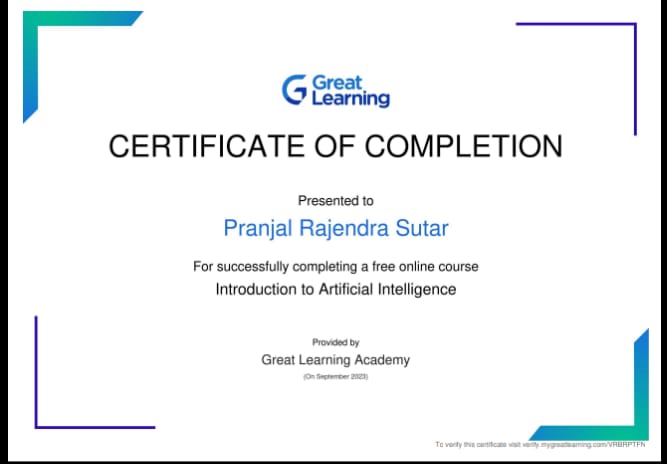 Great
Learning
CERTIFICATE OF COMPLETION
Presented to
Pranjal Rajendra Sutar
For successfully completing a free online course
Introduction to Artificial Intelligence
Provided by
Great Learning Academy
(On September 2023)
To verify this certificate visit verify.mygreatlearning.com/VRBRPTFN